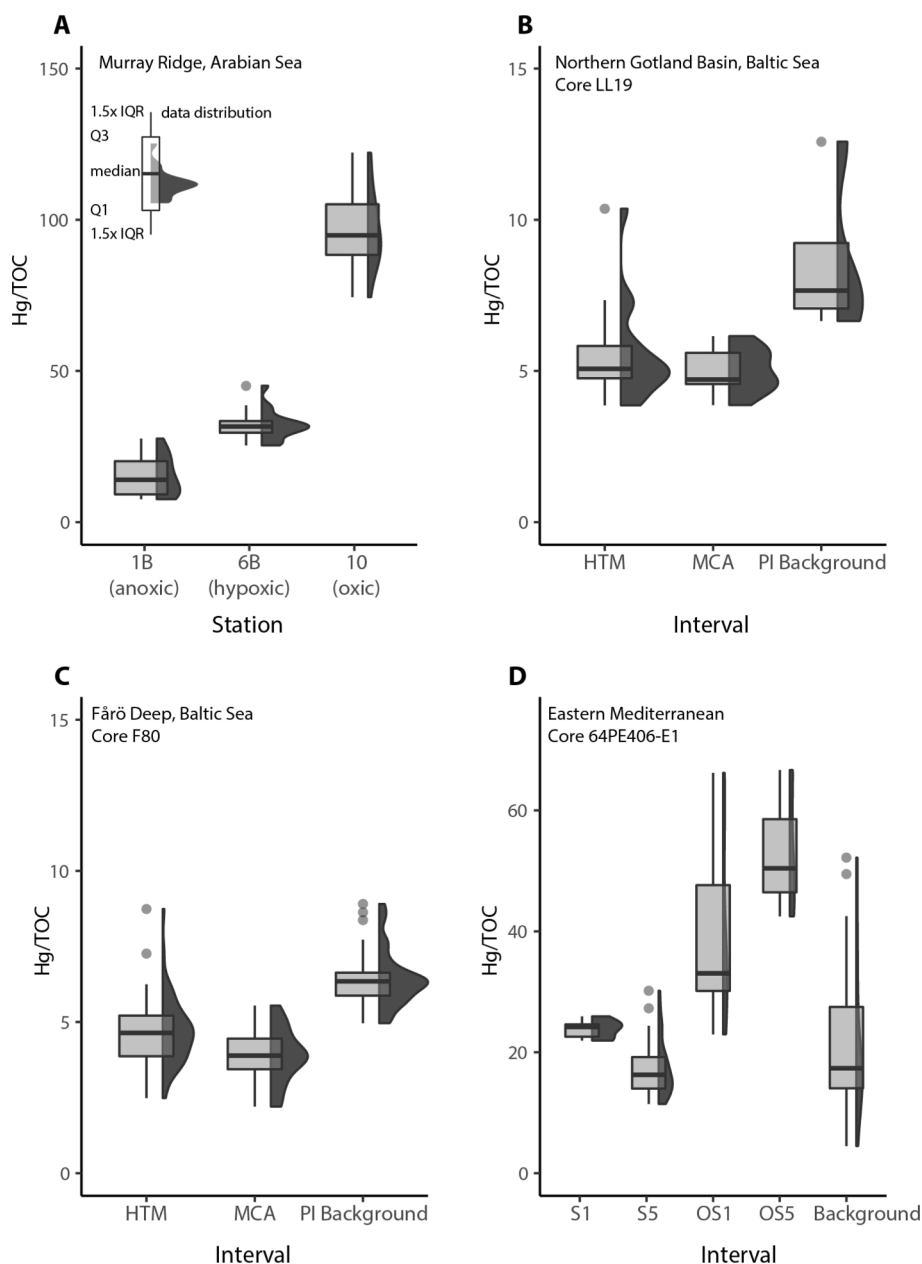 A
Murray Ridge, Arabian Sea
150
100
50
0
Hg/TOC
1.5x IQR
data distribution
Q3
median
Q1
1.5x IQR
1B
(anoxic)
6B
(hypoxic)
10
(oxic)
Station
B
Northern Gotland Basin, Baltic Sea
Core LL19
15
10
5
0
Hg/TOC
HTM
MCA
PI Background
Interval
C
Fårö Deep, Baltic Sea
Core F80
15
10
5
0
Hg/TOC
HTM
MCA
PI Background
Interval
D
Eastern Mediterranean
Core 64PE406-E1
60
40
20
0
Hg/TOC
S1
S5
OS1
OS5
Background
Interval